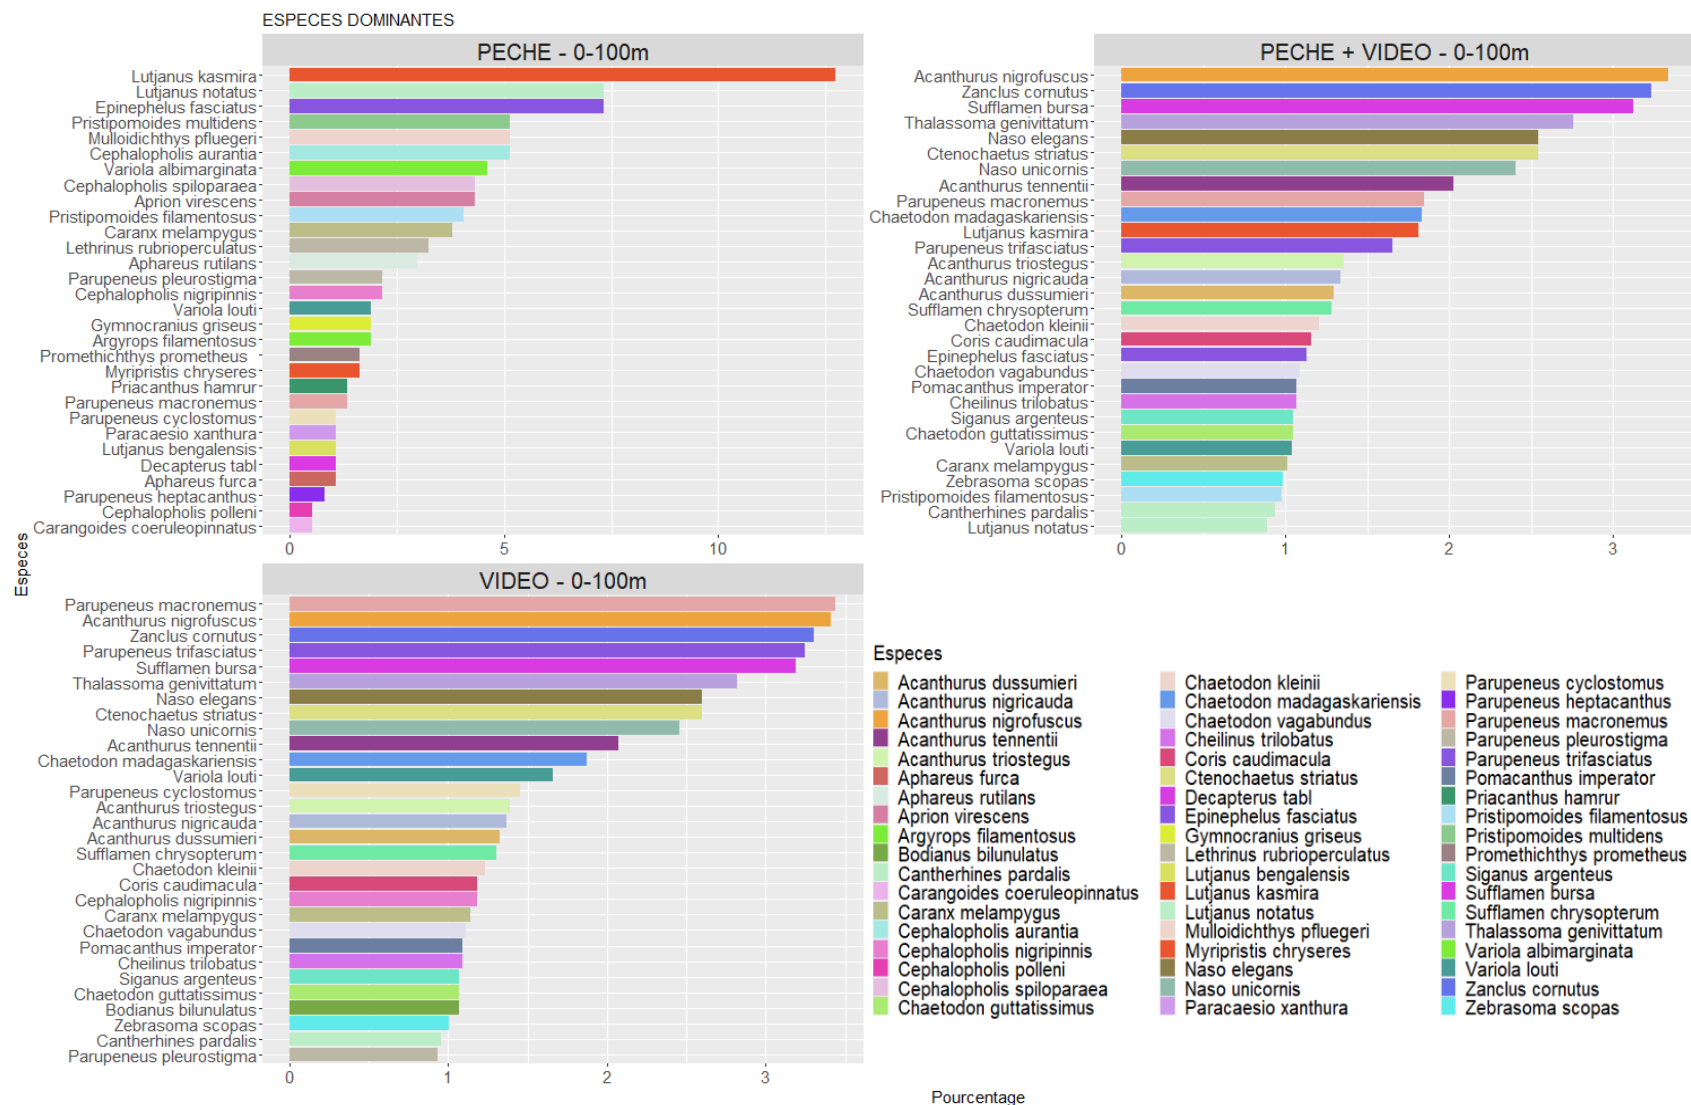 ESPECES DOMINANTES
PECHE - 0-100m
Lutjanus kasmira
Lutjanus notatus
Epinephelus fasciatus
Pristipomoides multidens
Mulloidichthys pfluegeri
Cephalopholis aurantia
Variola albimarginata
Cephalopholis spiloparaea
Aprion virescens
Pristipomoides filamentosus
Caranx melampygus
Lethrinus rubrioperculatus
Aphareus rutilans
Parupeneus pleurostigma
Cephalopholis nigripinnis
Variola louti
Gymnocranius griseus
Argyrops filamentosus
Promethichthys prometheus
Myripristis chryseres
Priacanthus hamrur
Parupeneus macronemus
Parupeneus cyclostomus
Paracaesio xanthura
Lutjanus bengalensis
Decapterus tabl
Aphareus furca
Parupeneus heptacanthus
Cephalopholis polleni
Carangoides coeruleopinnatus
0 5 10
PECHE + VIDEO - 0-100m
Acanthurus nigrofuscus
Zanclus cornutus
Sufflamen bursa
Thalassoma genivittatum
Naso elegans
Ctenochaetus striatus
Naso unicornis
Acanthurus tennentii
Parupeneus macronemus
Chaetodon madagaskariensis
Lutjanus kasmira
Parupeneus trifasciatus
Acanthurus triostegus
Acanthurus nigricauda
Acanthurus dussumieri
Sufflamen chrysopterum
Chaetodon kleinii
Coris caudimacula
Epinephelus fasciatus
Chaetodon vagabundus
Pomacanthus imperator
Cheilinus trilobatus
Siganus argenteus
Chaetodon guttatissimus
Variola louti
Caranx melampygus
Zebrasoma scopas
Pristipomoides filamentosus
Cantherhines pardalis
Lutjanus notatus
0 1 2 3
Especes
VIDEO - 0-100m
Parupeneus macronemus
Acanthurus nigrofuscus
Zanclus cornutus
Parupeneus trifasciatus
Sufflamen bursa
Thalassoma genivittatum
Naso elegans
Ctenochaetus striatus
Naso unicornis
Acanthurus tennentii
Chaetodon madagaskariensis
Variola louti
Parupeneus cyclostomus
Acanthurus triostegus
Acanthurus nigricauda
Acanthurus dussumieri
Sufflamen chrysopterum
Chaetodon kleinii
Coris caudimacula
Cephalopholis nigripinnis
Caranx melampygus
Chaetodon vagabundus
Pomacanthus imperator
Cheilinus trilobatus
Siganus argenteus
Chaetodon guttatissimus
Bodianus bilunulatus
Zebrasoma scopas
Cantherhines pardalis
Parupeneus pleurostigma
0 1 2 3
Especes
Acanthurus dussumieri
Acanthurus nigricauda
Acanthurus nigrofuscus
Acanthurus tennentii
Acanthurus triostegus
Aphareus furca
Aphareus rutilans
Aprion virescens
Argyrops filamentosus
Bodianus bilunulatus
Cantherhines pardalis
Carangoides coeruleopinnatus
Caranx melampygus
Cephalopholis aurantia
Cephalopholis nigripinnis
Cephalopholis polleni
Cephalopholis spiloparaea
Chaetodon guttatissimus
Chaetodon kleinii
Chaetodon madagaskariensis
Chaetodon vagabundus
Cheilinus trilobatus
Coris caudimacula
Ctenochaetus striatus
Decapterus tabl
Epinephelus fasciatus
Gymnocranius griseus
Lethrinus rubrioperculatus
Lutjanus bengalensis
Lutjanus kasmira
Lutjanus notatus
Mulloidichthys pfluegeri
Myripristis chryseres
Naso elegans
Naso unicornis
Paracaesio xanthura
Parupeneus cyclostomus
Parupeneus heptacanthus
Parupeneus macronemus
Parupeneus pleurostigma
Parupeneus trifasciatus
Pomacanthus imperator
Priacanthus hamrur
Pristipomoides filamentosus
Pristipomoides multidens
Promethichthys prometheus
Siganus argenteus
Sufflamen bursa
Sufflamen chrysopterum
Thalassoma genivittatum
Variola albimarginata
Variola louti
Zanclus cornutus
Zebrasoma scopas
Pourcentage